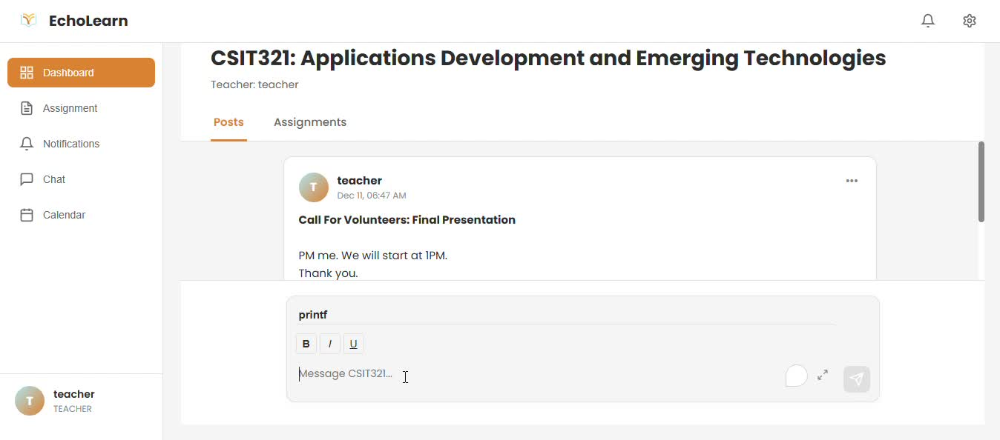 EchoLearn
Dashboard
Assignment
Notifications
Chat
Calendar
T
teacher
TEACHER
CSIT321: Applications Development and Emerging Technologies
Teacher: teacher
Posts
Assignments
T
teacher
Dec 11, 06:47 AM
Call For Volunteers: Final Presentation
PM me. We will start at 1PM.
Thank you.
printf
B I U
Message CSIT321...